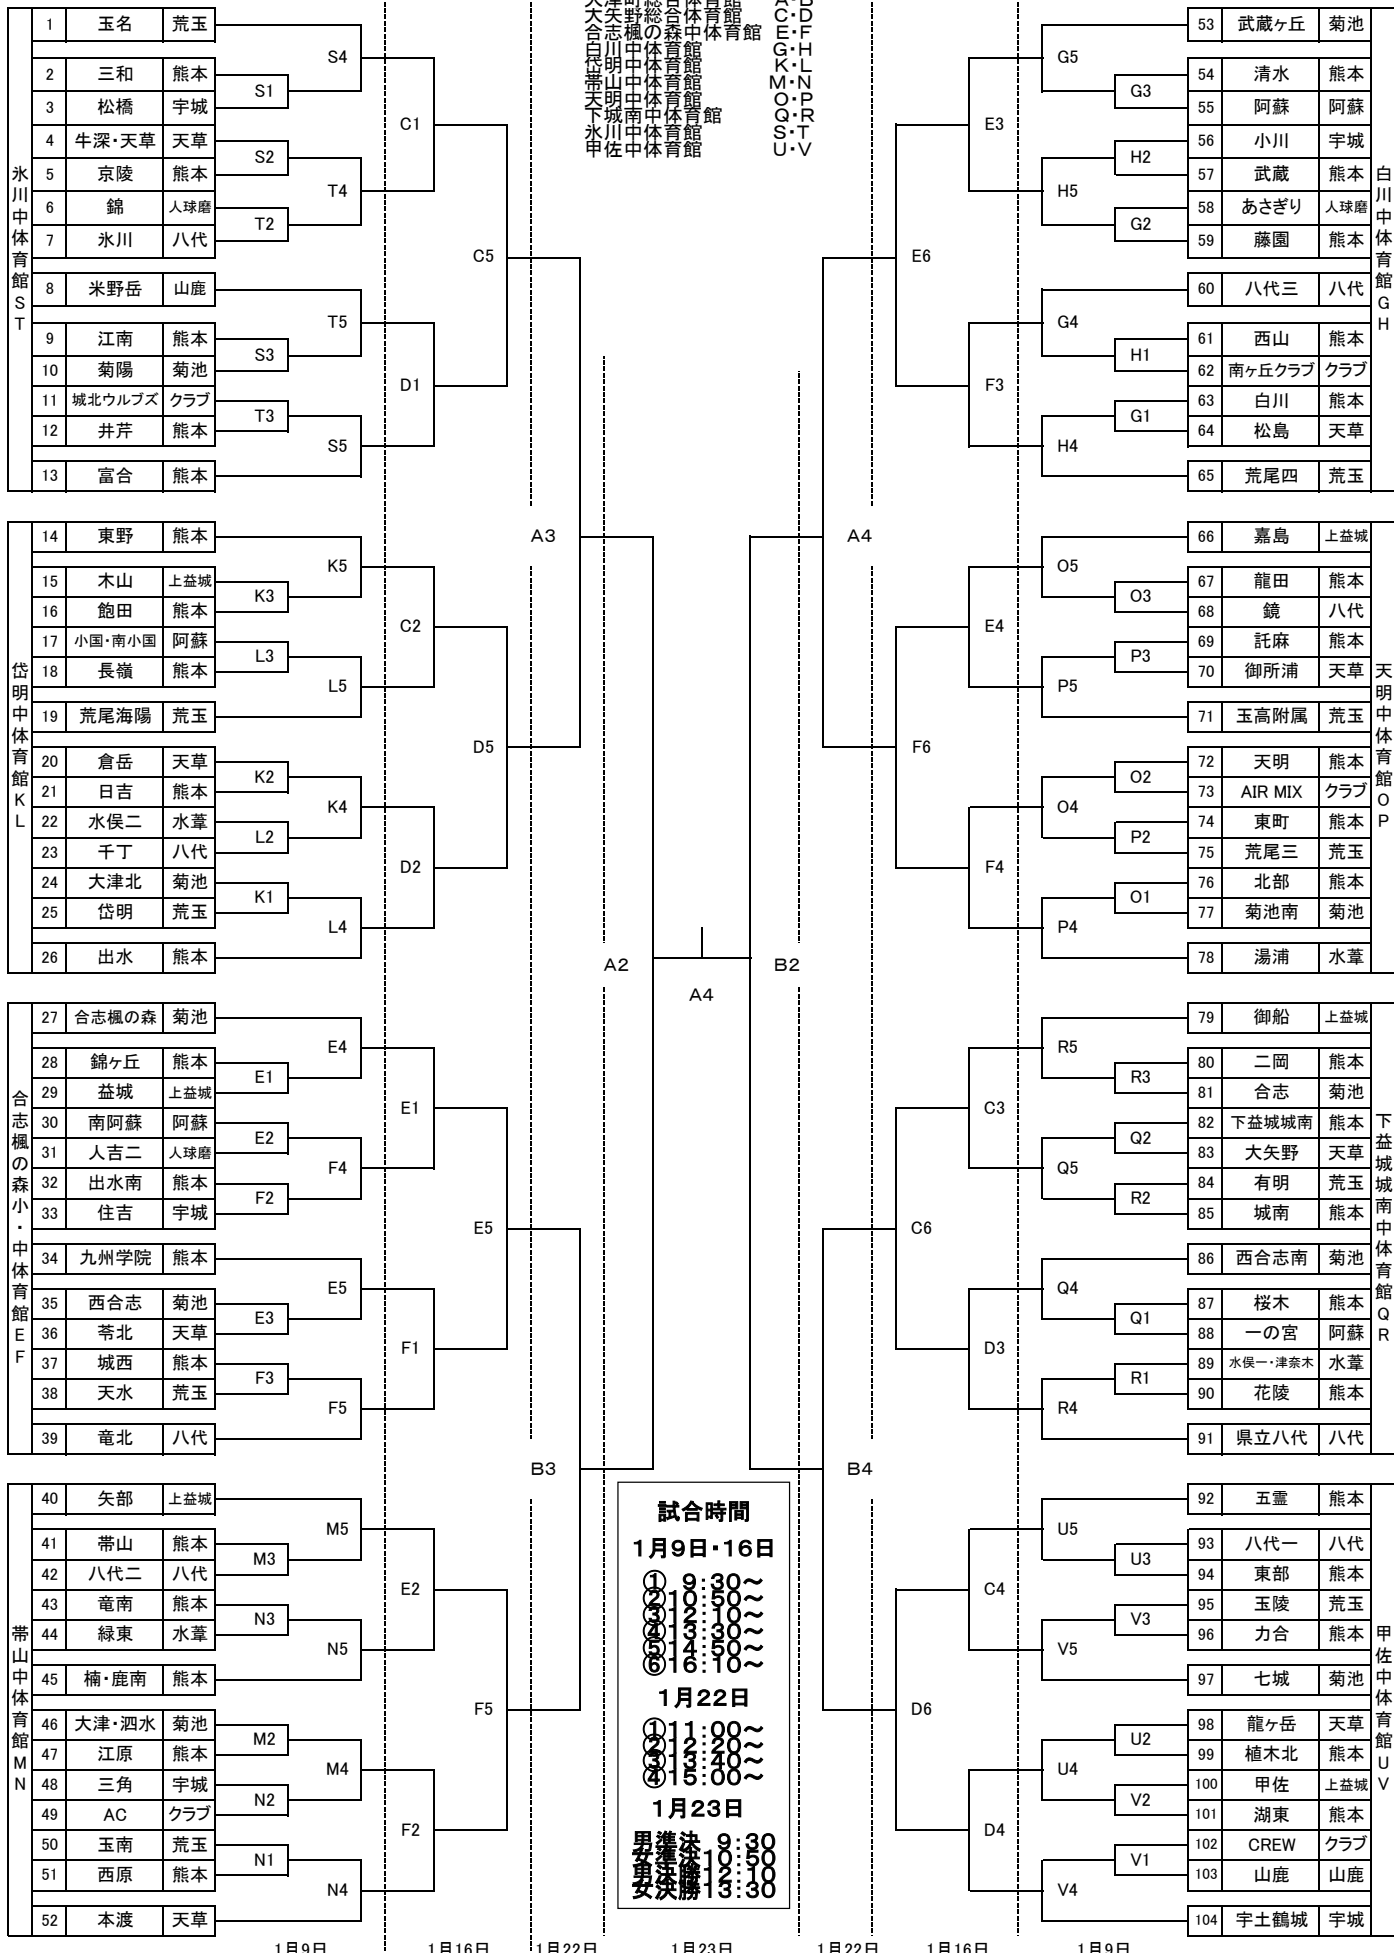 大津町総合体育館 A・B
大矢野総合体育館 C・D
合志楓の森中体育館 E・F
白川中体育館 G・H
岱明中体育館 K・L
帯山中体育館 M・N
天明中体育館 O・P
下城南中体育館 Q・R
氷川中体育館 S・T
甲佐中体育館 U・V
氷川中体育館ST
1 玉名 荒玉
2 三和 熊本
3 松橋 宇城
4 牛深・天草 天草
5 京陵 熊本
6 錦 人球磨
7 氷川 八代
8 米野岳 山鹿
9 江南 熊本
10 菊陽 菊池
11 城北ウルブズ クラブ
12 井芹 熊本
13 富合 熊本
S1
S2
T2
S3
T3
S4
T4
T5
S5
C1
D1
C5
岱明中体育館KL
14 東野 熊本
15 木山 上益城
16 飽田 熊本
17 小国・南小国 阿蘇
18 長嶺 熊本
19 荒尾海陽 荒玉
20 倉岳 天草
21 日吉 熊本
22 水俣二 水葦
23 千丁 八代
24 大津北 菊池
25 岱明 荒玉
26 出水 熊本
K3
L3
K2
L2
K1
K5
L5
K4
L4
C2
D2
D5
A3
合志楓の森小・中体育館EF
27 合志楓の森 菊池
28 錦ヶ丘 熊本
29 益城 上益城
30 南阿蘇 阿蘇
31 人吉二 人球磨
32 出水南 熊本
33 住吉 宇城
34 九州学院 熊本
35 西合志 菊池
36 苓北 天草
37 城西 熊本
38 天水 荒玉
39 竜北 八代
E1
E2
F2
E3
F3
E4
F4
E5
F5
E1
F1
E5
帯山中体育館MN
40 矢部 上益城
41 帯山 熊本
42 八代二 八代
43 竜南 熊本
44 緑東 水葦
45 楠・鹿南 熊本
46 大津・泗水 菊池
47 江原 熊本
48 三角 宇城
49 AC クラブ
50 玉南 荒玉
51 西原 熊本
52 本渡 天草
M3
N3
M2
N2
N1
M5
N5
M4
N4
E2
F2
F5
B3
A2
A4
B2
試合時間
1月9日・16日
① 9:30～
②10:50～
③12:10～
④13:30～
⑤14:50～
⑥16:10～
1月22日
①11:00～
②12:20～
③13:40～
④15:00～
1月23日
男準決 9:30
女準決10:50
男決勝12:10
女決勝13:30
白川中体育館GH
53 武蔵ヶ丘 菊池
54 清水 熊本
55 阿蘇 阿蘇
56 小川 宇城
57 武蔵 熊本
58 あさぎり 人球磨
59 藤園 熊本
60 八代三 八代
61 西山 熊本
62 南ヶ丘クラブ クラブ
63 白川 熊本
64 松島 天草
65 荒尾四 荒玉
G3
H2
G2
H1
G1
G5
H5
G4
H4
E3
F3
E6
天明中体育館OP
66 嘉島 上益城
67 龍田 熊本
68 鏡 八代
69 託麻 熊本
70 御所浦 天草
71 玉高附属 荒玉
72 天明 熊本
73 AIR MIX クラブ
74 東町 熊本
75 荒尾三 荒玉
76 北部 熊本
77 菊池南 菊池
78 湯浦 水葦
O3
P3
O2
P2
O1
O5
P5
O4
P4
E4
F4
F6
A4
下益城城南中体育館QR
79 御船 上益城
80 二岡 熊本
81 合志 菊池
82 下益城城南 熊本
83 大矢野 天草
84 有明 荒玉
85 城南 熊本
86 西合志南 菊池
87 桜木 熊本
88 一の宮 阿蘇
89 水俣一・津奈木 水葦
90 花陵 熊本
91 県立八代 八代
R3
Q2
R2
Q1
R1
R5
Q5
Q4
R4
C3
D3
C6
甲佐中体育館UV
92 五霊 熊本
93 八代一 八代
94 東部 熊本
95 玉陵 荒玉
96 力合 熊本
97 七城 菊池
98 龍ヶ岳 天草
99 植木北 熊本
100 甲佐 上益城
101 湖東 熊本
102 CREW クラブ
103 山鹿 山鹿
104 宇土鶴城 宇城
U3
V3
U2
V2
V1
U5
V5
U4
V4
C4
D4
D6
B4
1月9日 1月16日 1月22日 1月23日 1月22日 1月16日 1月9日